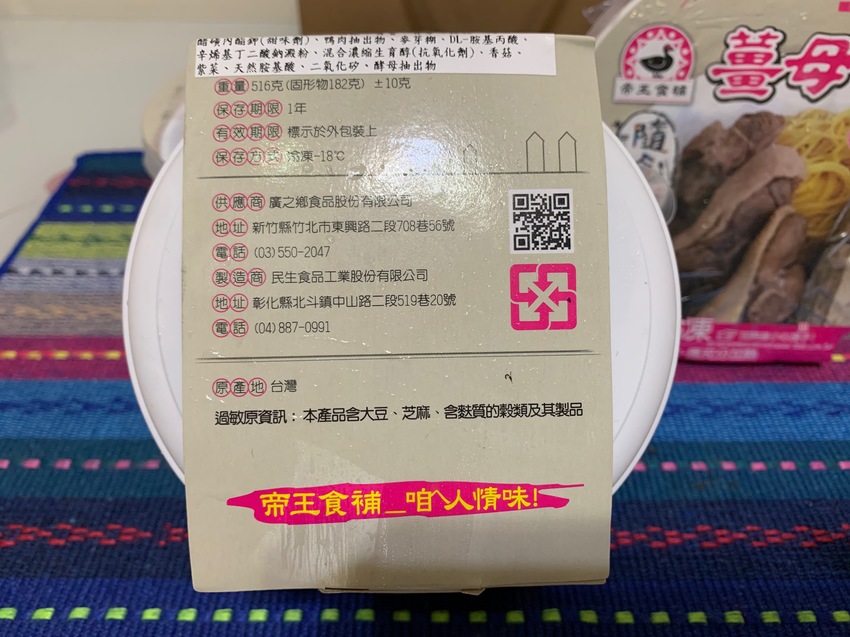 醋磺內酯鉀(甜味劑)、鴨肉抽出物、麥芽糊、DL-胺基丙酸、
辛烯基丁二酸鈉澱粉、混合濃縮生育醇(抗氧化劑)、香菇、
紫菜、天然胺基酸、二氧化矽、酵母抽出物
重量 516克(固形物182克) ±10克
保存期限 1年
有效期限 標示於外包裝上
保存方式 冷凍-18℃
供應商 廣之鄉食品股份有限公司
地址 新竹縣竹北市東興路二段708巷56號
電話 (03)550-2047
製造商 民生食品工業股份有限公司
地址 彰化縣北斗鎮中山路二段519巷20號
電話 (04)887-0991
原產地 台灣
過敏原資訊：本產品含大豆、芝麻、含麩質的穀類及其製品
帝王食補_咱ㄟ人情味!
帝王食補
薑母
隨
凍